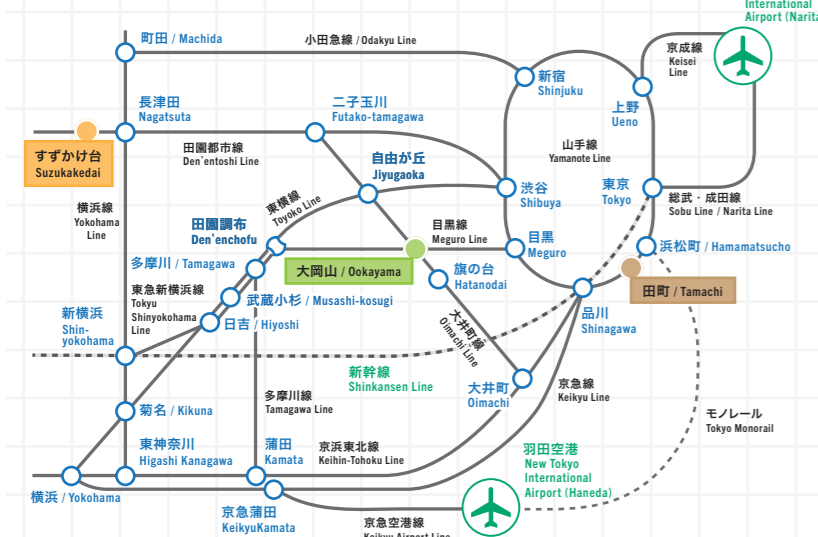 International
Airport (Narita
町田 / Machida
小田急線 / Odakyu Line
京成線
Keisei
Line
新宿
Shinjuku
上野
Ueno
長津田
Nagatsuta
二子玉川
Futako-tamagawa
田園都市線
Den'entoshi Line
山手線
Yamanote Line
すずかけ台
Suzukakedai
自由が丘
Jiyugaoka
渋谷
Shibuya
東京
Tokyo
総武・成田線
Sobu Line / Narita Line
横浜線
Yokohama
Line
東横線
Toyoko Line
田園調布
Den'enchofu
目黒線
Meguro Line
目黒
Meguro
浜松町 / Hamamatsucho
多摩川 / Tamagawa
大岡山 / Ookayama
旗の台
Hatanodai
田町 / Tamachi
東急新横浜線
Tokyu
Shinyokohama
Line
武蔵小杉 / Musashi-kosugi
新横浜
Shin-
yokohama
日吉 / Hiyoshi
大井町線
Oimachi Line
品川
Shinagawa
新幹線
Shinkansen Line
大井町
Oimachi
京急線
Keikyu Line
多摩川線
Tamagawa Line
菊名 / Kikuna
モノレール
Tokyo Monorail
東神奈川
Higashi Kanagawa
蒲田
Kamata
京浜東北線
Keihin-Tohoku Line
羽田空港
New Tokyo
International
Airport (Haneda)
横浜 / Yokohama
京急蒲田
KeikyuKamata
京急空港線
Keikyu Airport Line